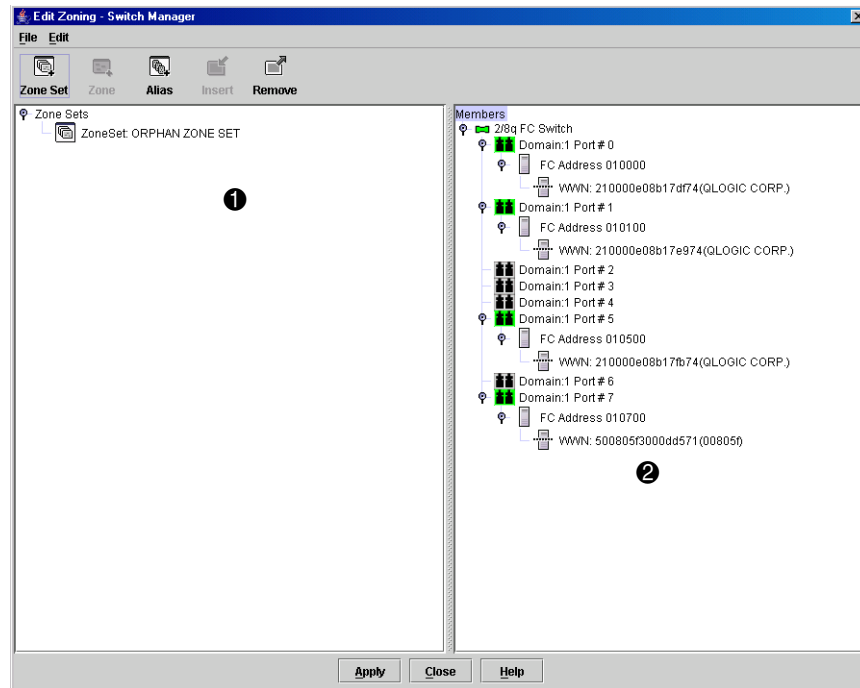 Edit Zoning - Switch Manager
File Edit
Zone Set Zone Alias Insert Remove
Zone Sets
ZoneSet: ORPHAN ZONE SET
❶
Members
2/8q FC Switch
Domain:1 Port# 0
FC Address 010000
WWN: 210000e08b17df74(QLOGIC CORP.)
Domain:1 Port# 1
FC Address 010100
WWN: 210000e08b17e974(QLOGIC CORP.)
Domain:1 Port# 2
Domain:1 Port# 3
Domain:1 Port# 4
Domain:1 Port# 5
FC Address 010500
WWN: 210000e08b17fb74(QLOGIC CORP.)
Domain:1 Port# 6
Domain:1 Port# 7
FC Address 010700
WWN: 500805f3000dd571(00805f)
❷
Apply Close Help